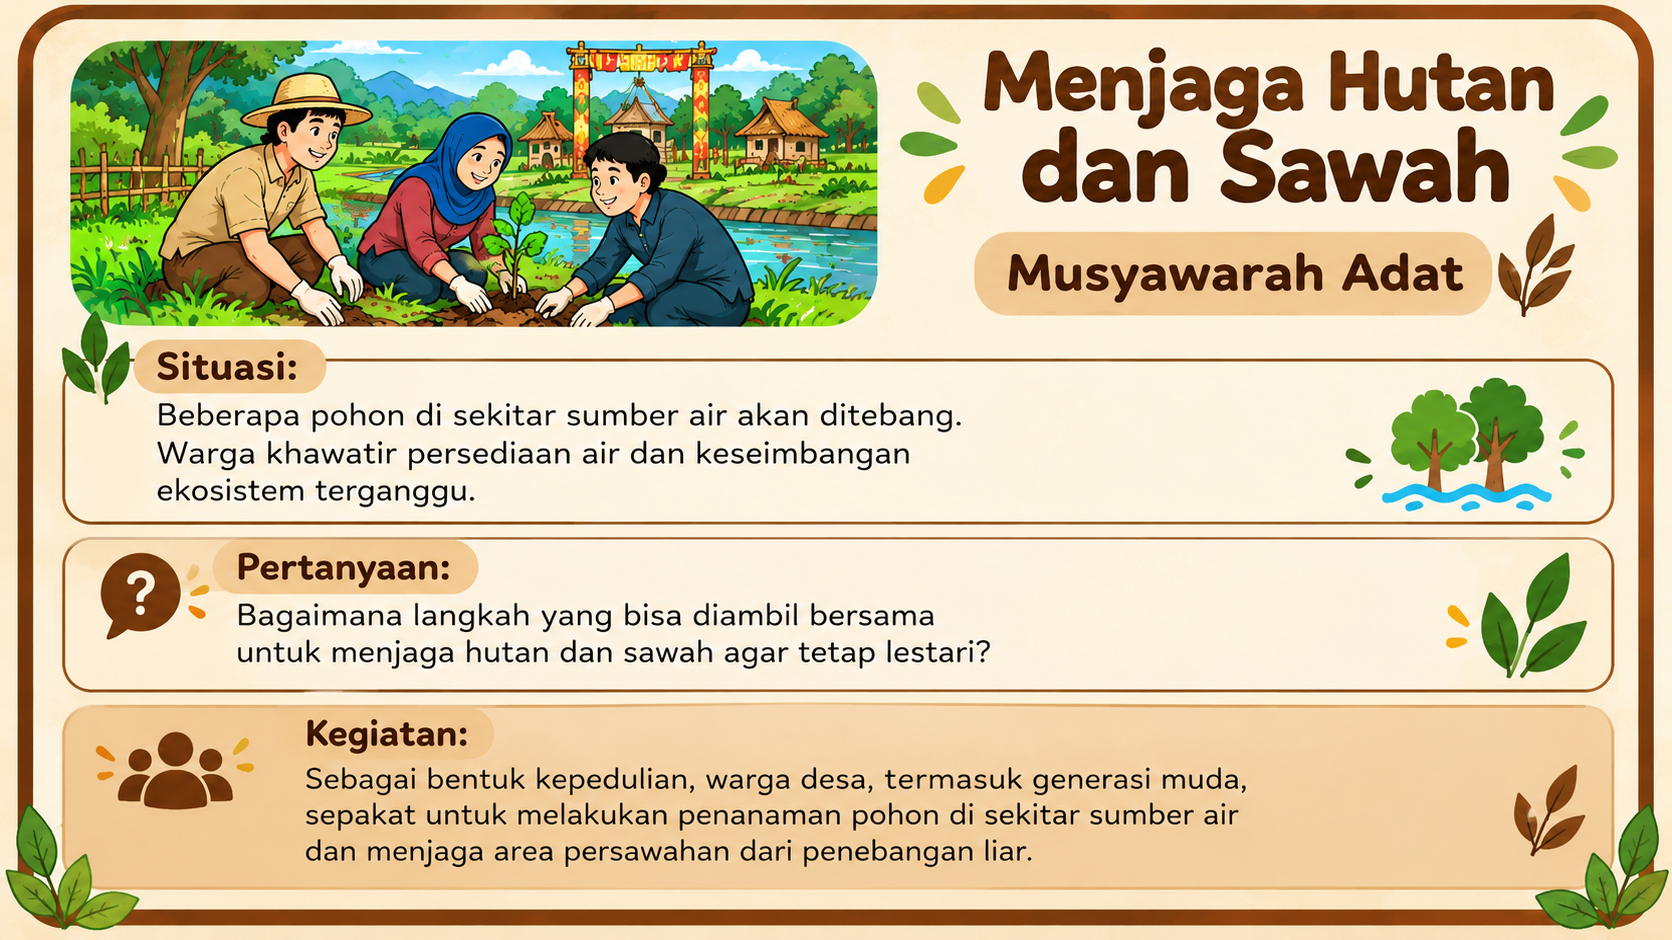 Menjaga Hutan
dan Sawah
Musyawarah Adat
Situasi:
Beberapa pohon di sekitar sumber air akan ditebang.
Warga khawatir persediaan air dan keseimbangan
ekosistem terganggu.
?
Pertanyaan:
Bagaimana langkah yang bisa diambil bersama
untuk menjaga hutan dan sawah agar tetap lestari?
Kegiatan:
Sebagai bentuk kepedulian, warga desa, termasuk generasi muda,
sepakat untuk melakukan penanaman pohon di sekitar sumber air
dan menjaga area persawahan dari penebangan liar.